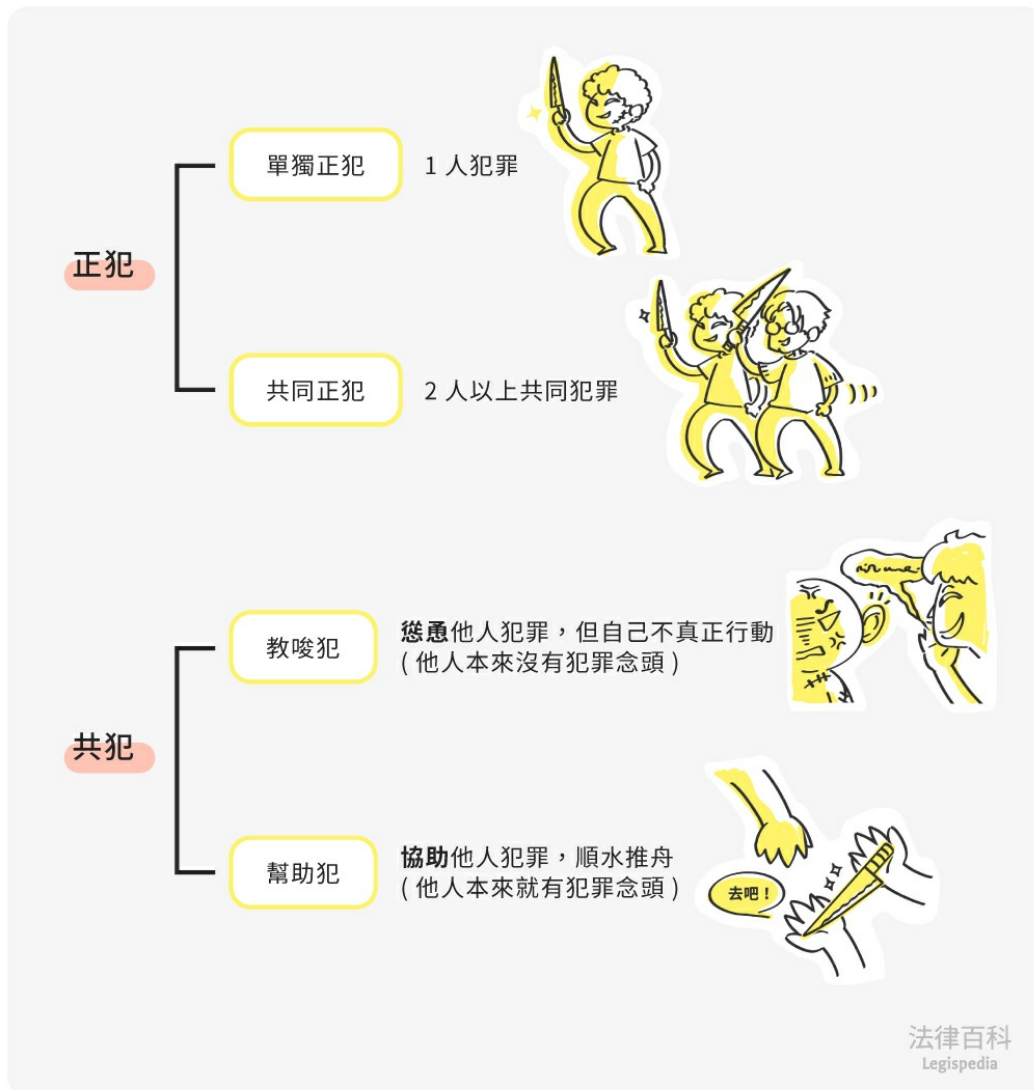 正犯
單獨正犯
1 人犯罪
共同正犯
2 人以上共同犯罪
共犯
教唆犯
慫恿他人犯罪，但自己不真正行動
( 他人本來沒有犯罪念頭 )
幫助犯
協助他人犯罪，順水推舟
( 他人本來就有犯罪念頭 )
去吧！
法律百科
Legispedia